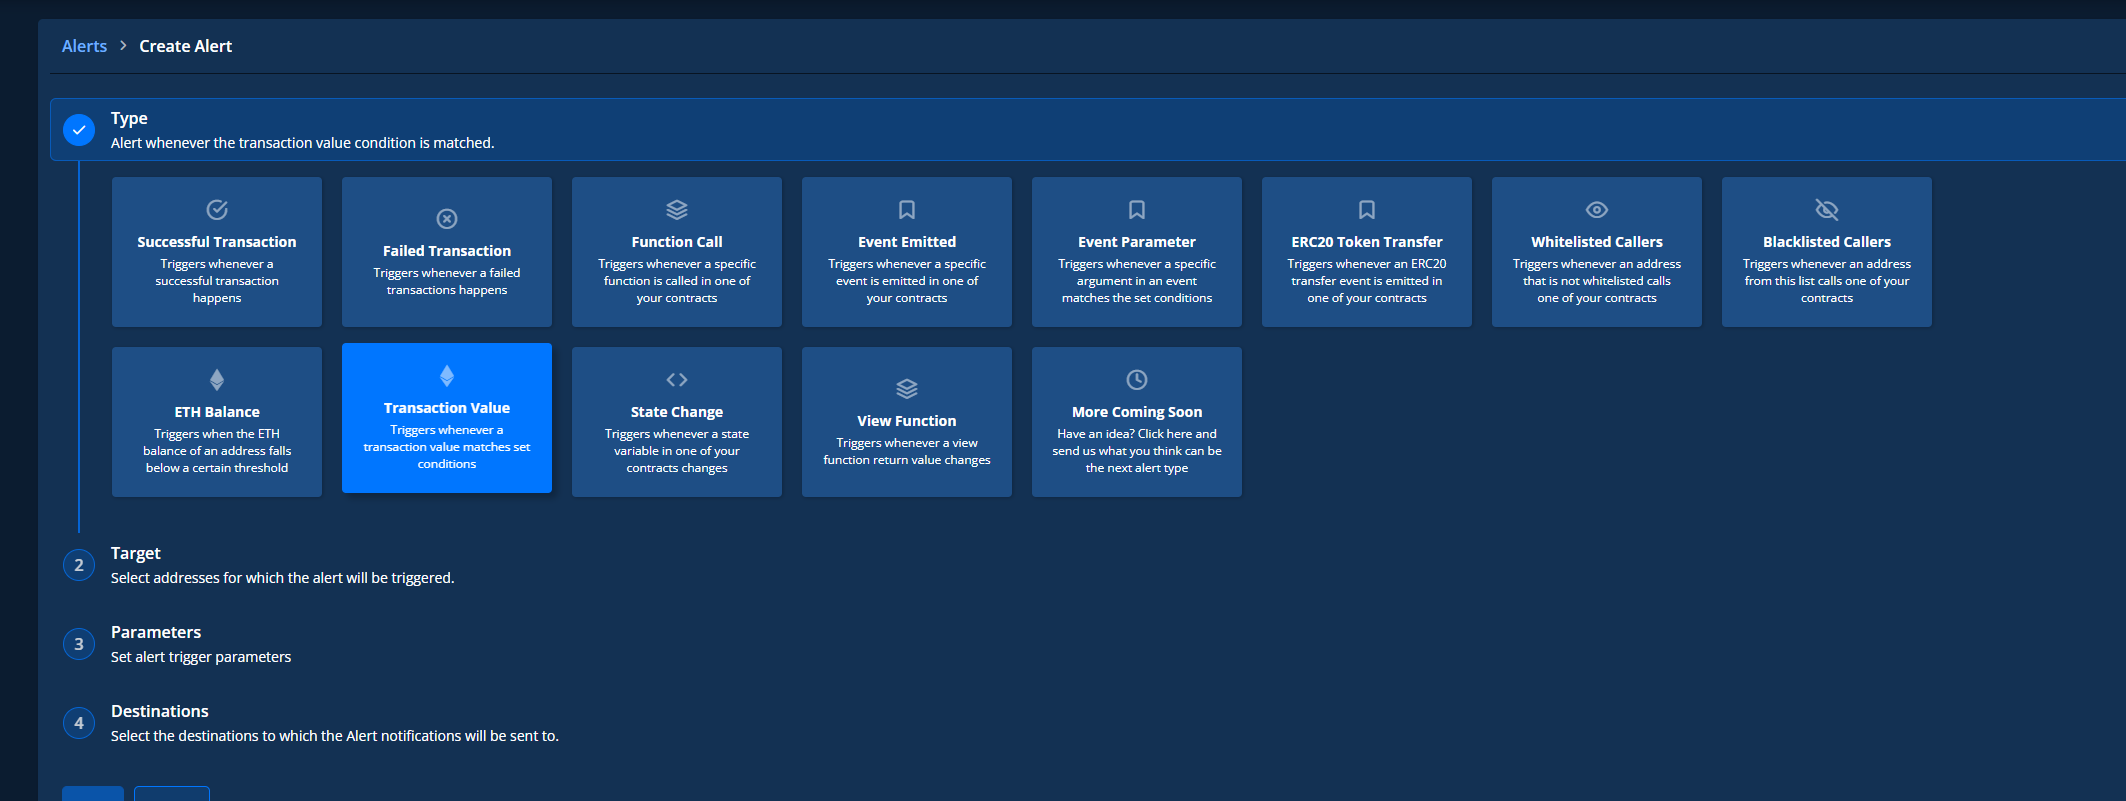 Alerts > Create Alert
Type
Alert whenever the transaction value condition is matched.
Successful Transaction
Triggers whenever a
successful transaction
happens
Failed Transaction
Triggers whenever a failed
transactions happens
Function Call
Triggers whenever a specific
function is called in one of
your contracts
Event Emitted
Triggers whenever a specific
event is emitted in one of
your contracts
Event Parameter
Triggers whenever a specific
argument in an event
matches the set conditions
ERC20 Token Transfer
Triggers whenever an ERC20
transfer event is emitted in
one of your contracts
Whitelisted Callers
Triggers whenever an address
that is not whitelisted calls
one of your contracts
Blacklisted Callers
Triggers whenever an address
from this list calls one of your
contracts
ETH Balance
Triggers when the ETH
balance of an address falls
below a certain threshold
Transaction Value
Triggers whenever a
transaction value matches set
conditions
State Change
Triggers whenever a state
variable in one of your
contracts changes
View Function
Triggers whenever a view
function return value changes
More Coming Soon
Have an idea? Click here and
send us what you think can be
the next alert type
2
Target
Select addresses for which the alert will be triggered.
3
Parameters
Set alert trigger parameters
4
Destinations
Select the destinations to which the Alert notifications will be sent to.